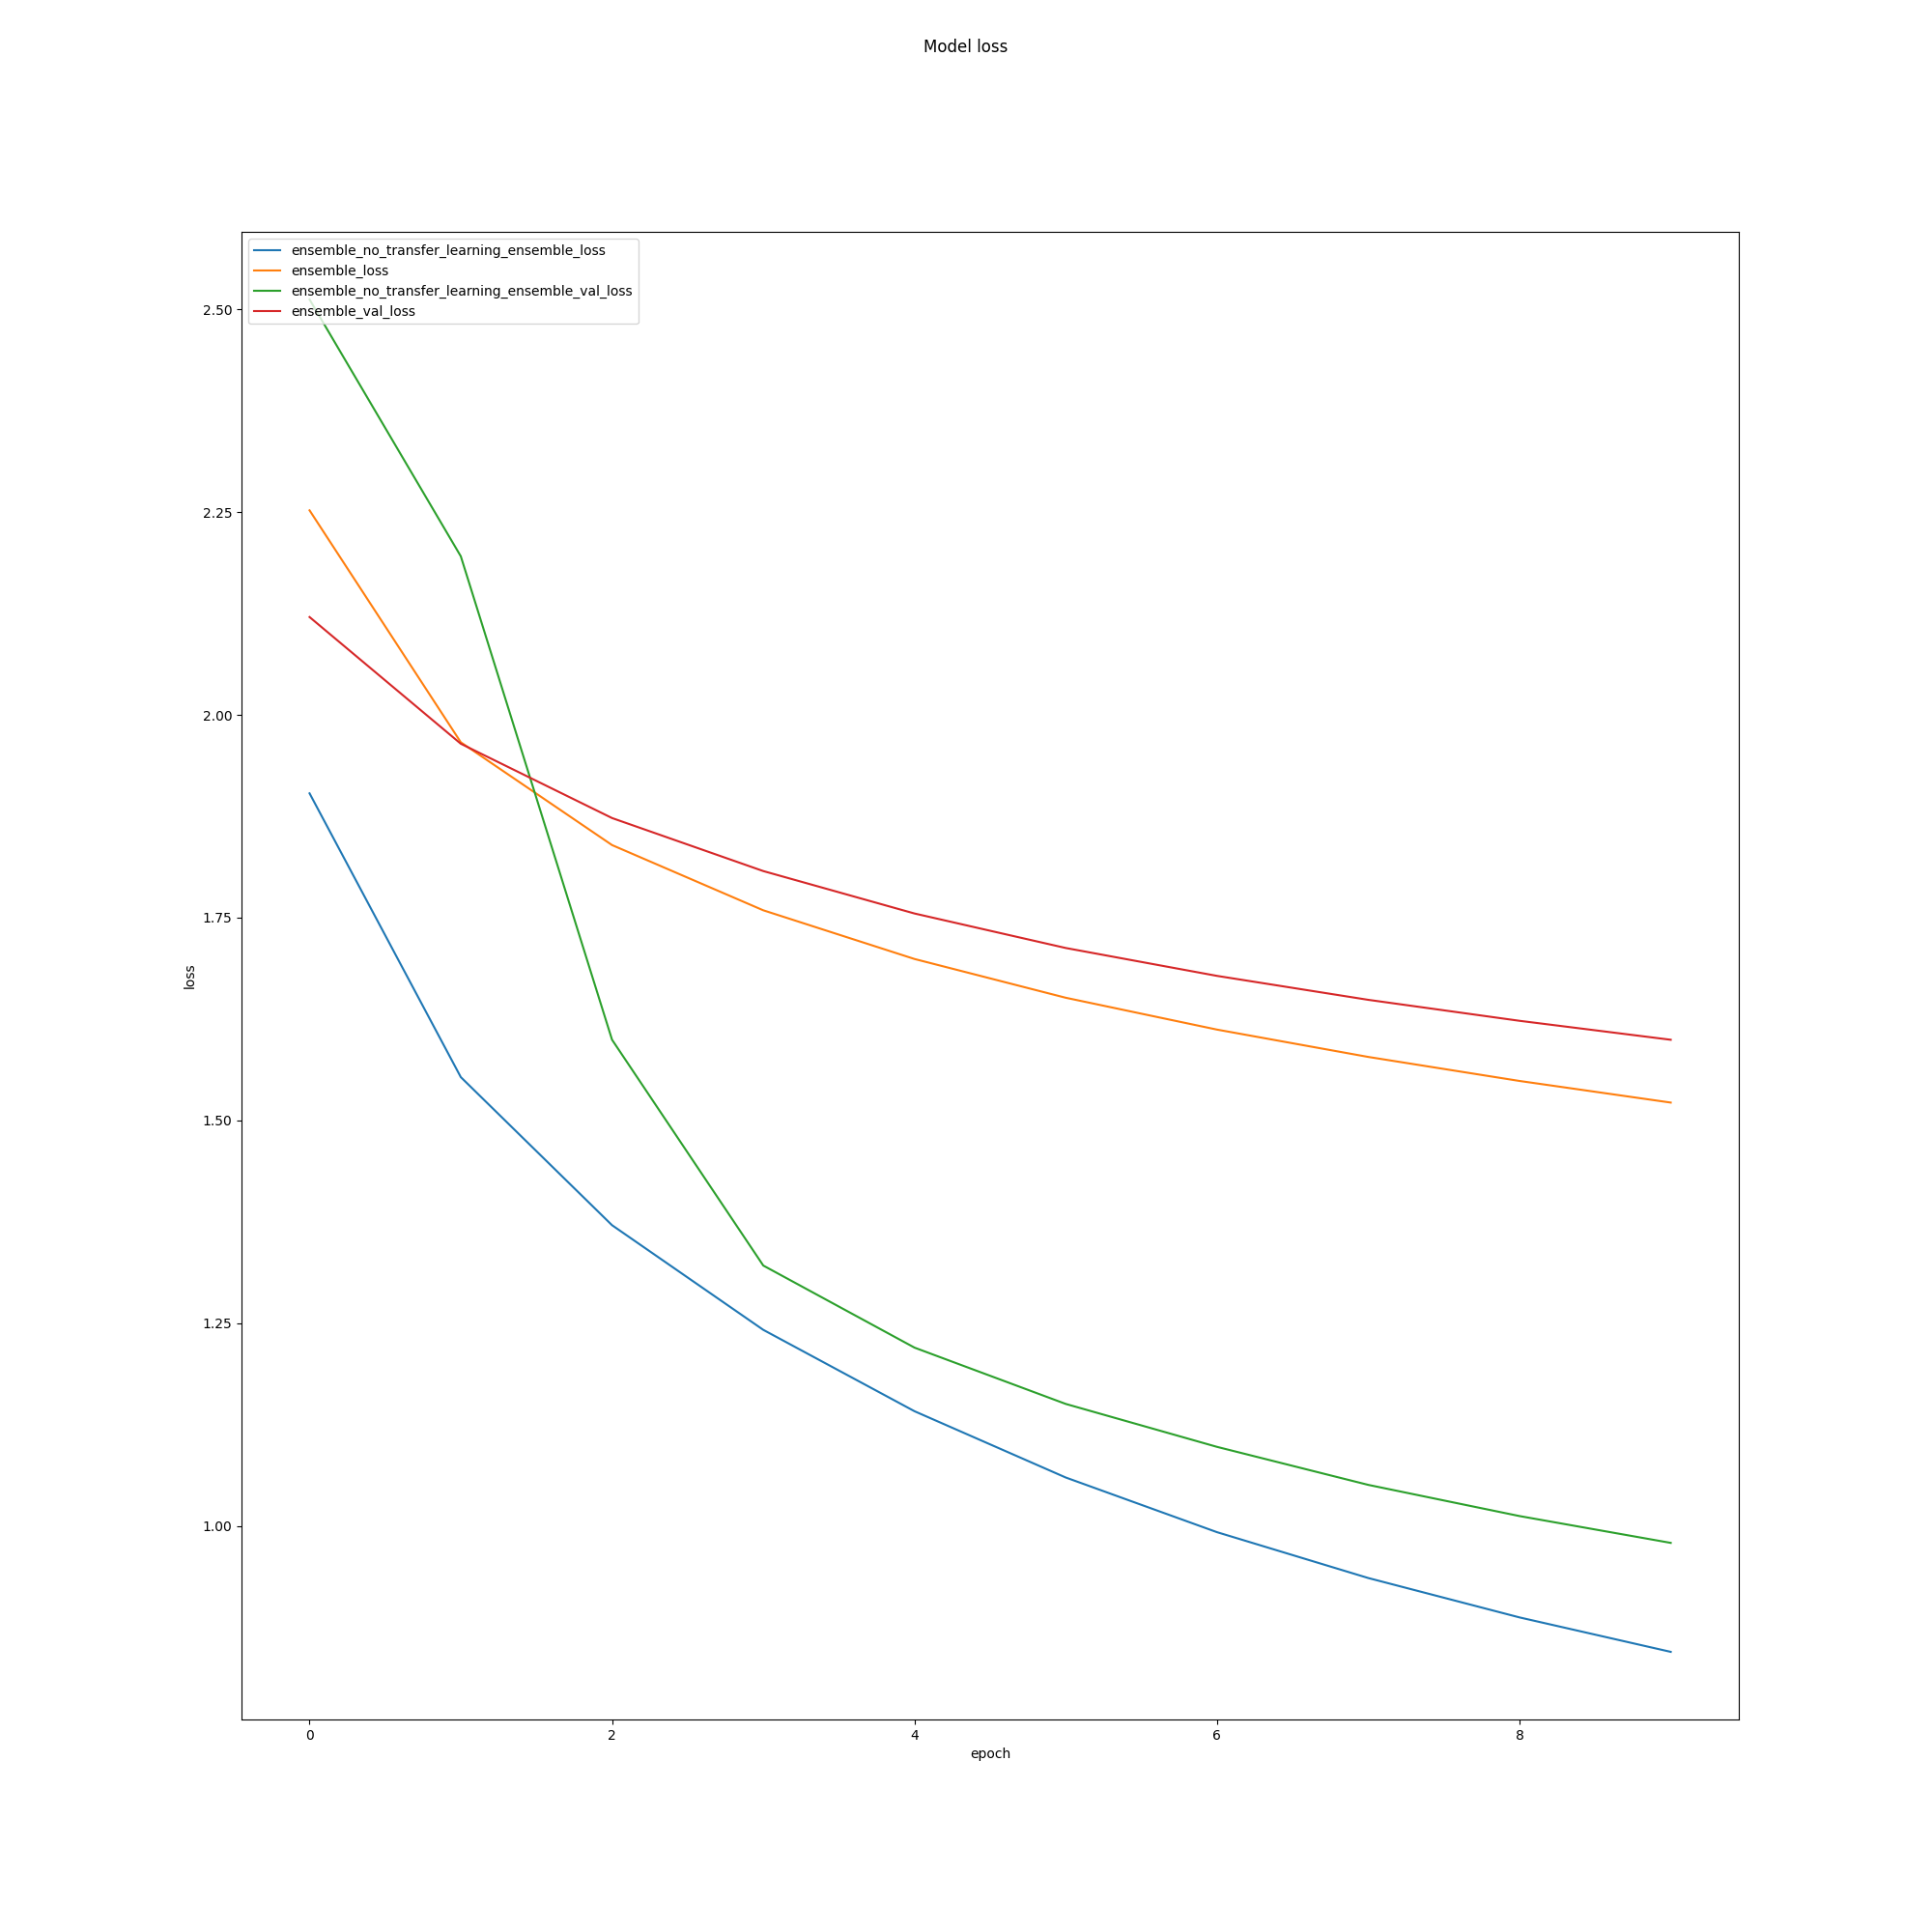 Model loss
ensemble_no_transfer_learning_ensemble_loss
ensemble_loss
ensemble_no_transfer_learning_ensemble_val_loss
ensemble_val_loss
2.50
2.25
2.00
1.75
1.50
1.25
1.00
loss
0 2 4 6 8
epoch